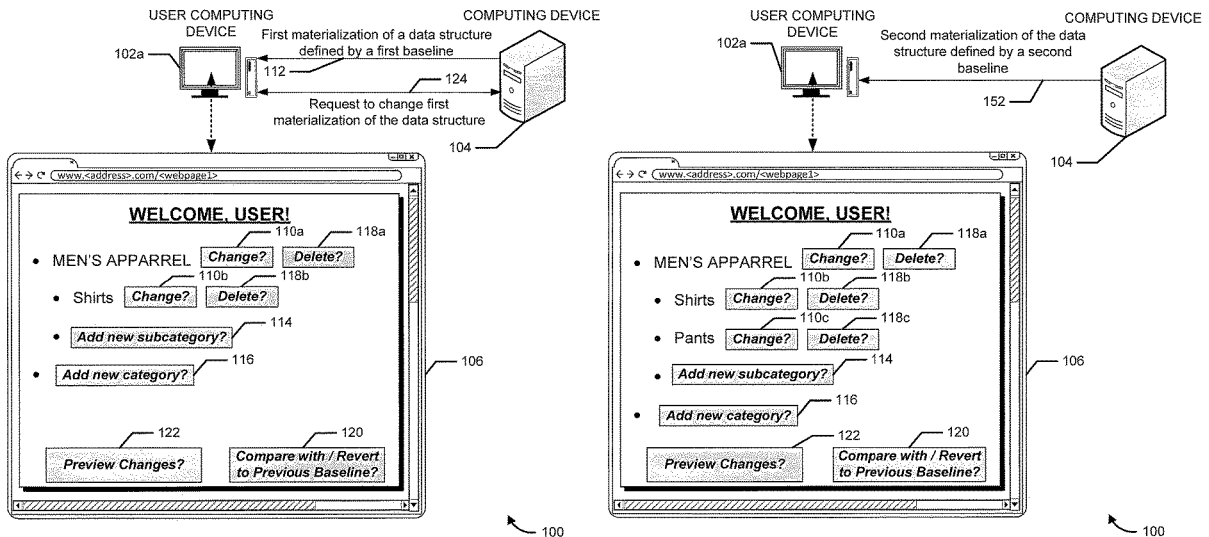 USER COMPUTING
DEVICE
COMPUTING DEVICE
102a
First materialization of a data structure
defined by a first baseline
112
124
Request to change first
materialization of the data structure
104
www.<address>.com/<webpage1>
WELCOME, USER!
110a
118a
MEN'S APPARREL
Change?
Delete?
110b
118b
Shirts
Change?
Delete?
Add new subcategory?
114
Add new category?
116
106
122
120
Preview Changes?
Compare with / Revert
to Previous Baseline?
100
USER COMPUTING
DEVICE
COMPUTING DEVICE
102a
Second materialization of the data
structure defined by a second
baseline
152
104
www.<address>.com/<webpage1>
WELCOME, USER!
110a
118a
MEN'S APPARREL
Change?
Delete?
110b
118b
Shirts
Change?
Delete?
110c
118c
Pants
Change?
Delete?
114
Add new subcategory?
106
116
Add new category?
122
120
Preview Changes?
Compare with / Revert
to Previous Baseline?
100